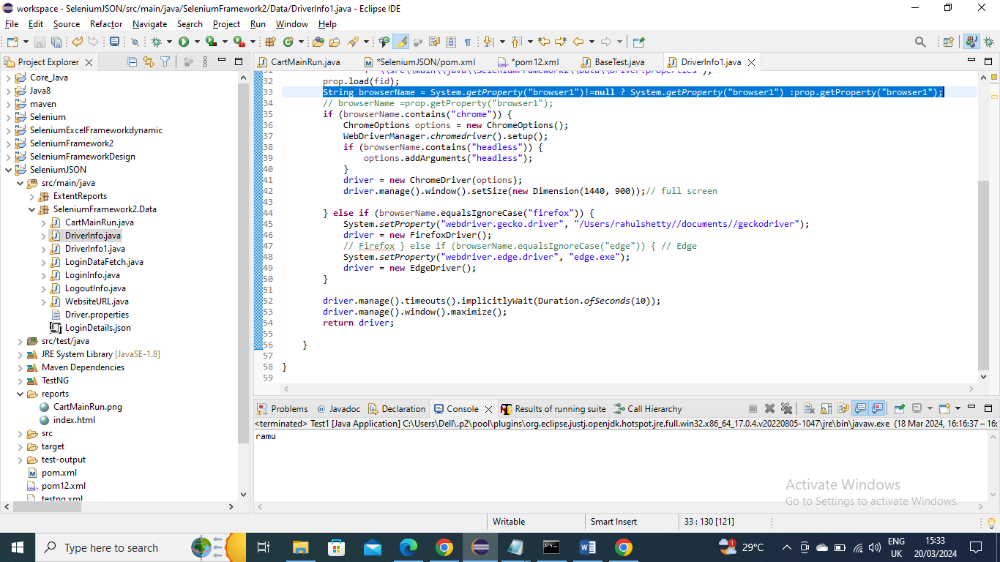 workspace - SeleniumJSON/src/main/java/SeleniumFramework2/Data/DriverInfo1.java - Eclipse IDE
File Edit Source Refactor Navigate Search Project Run Window Help
Project Explorer
Core_Java
Java8
maven
Selenium
SeleniumExcelFrameworkdynamic
SeleniumFramework2
SeleniumFrameworkDesign
SeleniumJSON
src/main/java
ExtentReports
SeleniumFramework2.Data
CartMainRun.java
DriverInfo.java
DriverInfo1.java
LoginDataFetch.java
LoginInfo.java
LogoutInfo.java
WebsiteURL.java
Driver.properties
LoginDetails.json
src/test/java
JRE System Library [JavaSE-1.8]
Maven Dependencies
TestNG
reports
CartMainRun.png
index.html
src
target
test-output
pom.xml
pom12.xml
testng.xml
CartMainRun.java *SeleniumJSON/pom.xml *pom12.xml BaseTest.java DriverInfo1.java
32 prop.load(fid);
33 String browserName = System.getProperty("browser1")!=null ? System.getProperty("browser1") :prop.getProperty("browser1");
34 // browserName =prop.getProperty("browser1");
35 if (browserName.contains("chrome")) {
36 ChromeOptions options = new ChromeOptions();
37 WebDriverManager.chromedriver().setup();
38 if (browserName.contains("headless")) {
39 options.addArguments("headless");
40 }
41 driver = new ChromeDriver(options);
42 driver.manage().window().setSize(new Dimension(1440, 900));// full screen
43
44 } else if (browserName.equalsIgnoreCase("firefox")) {
45 System.setProperty("webdriver.gecko.driver", "/Users/rahulshetty//documents//geckodriver");
46 driver = new FirefoxDriver();
47 // Firefox } else if (browserName.equalsIgnoreCase("edge")) { // Edge
48 System.setProperty("webdriver.edge.driver", "edge.exe");
49 driver = new EdgeDriver();
50 }
51
52 driver.manage().timeouts().implicitlyWait(Duration.ofSeconds(10));
53 driver.manage().window().maximize();
54 return driver;
55
56 }
57
58 }
59
Problems Javadoc Declaration Console Results of running suite Call Hierarchy
<terminated> Test1 [Java Application] C:\Users\Dell\.p2\pool\plugins\org.eclipse.justj.openjdk.hotspot.jre.full.win32.x86_64_17.0.4.v20220805-1047\jre\bin\javaw.exe (18 Mar 2024, 16:16:37 – 16:
ramu
Activate Windows
Go to Settings to activate Windows.
Writable Smart Insert 33 : 130 [121]
Type here to search
29°C ENG 15:33
UK 20/03/2024